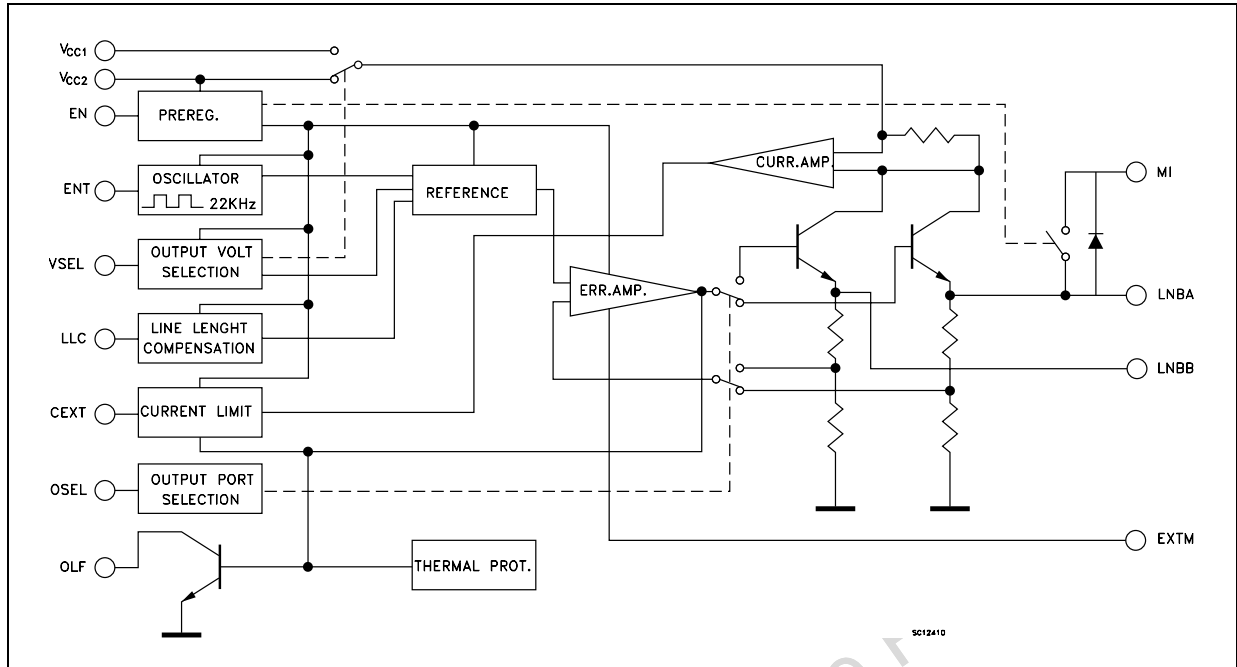 VCC1
VCC2
EN
PREREG.
ENT
OSCILLATOR
22KHz
REFERENCE
CURR.AMP.
MI
VSEL
OUTPUT VOLT
SELECTION
ERR.AMP.
LNBA
LLC
LINE LENGHT
COMPENSATION
LNBB
CEXT
CURRENT LIMIT
OSEL
OUTPUT PORT
SELECTION
EXTM
OLF
THERMAL PROT.
SC12410